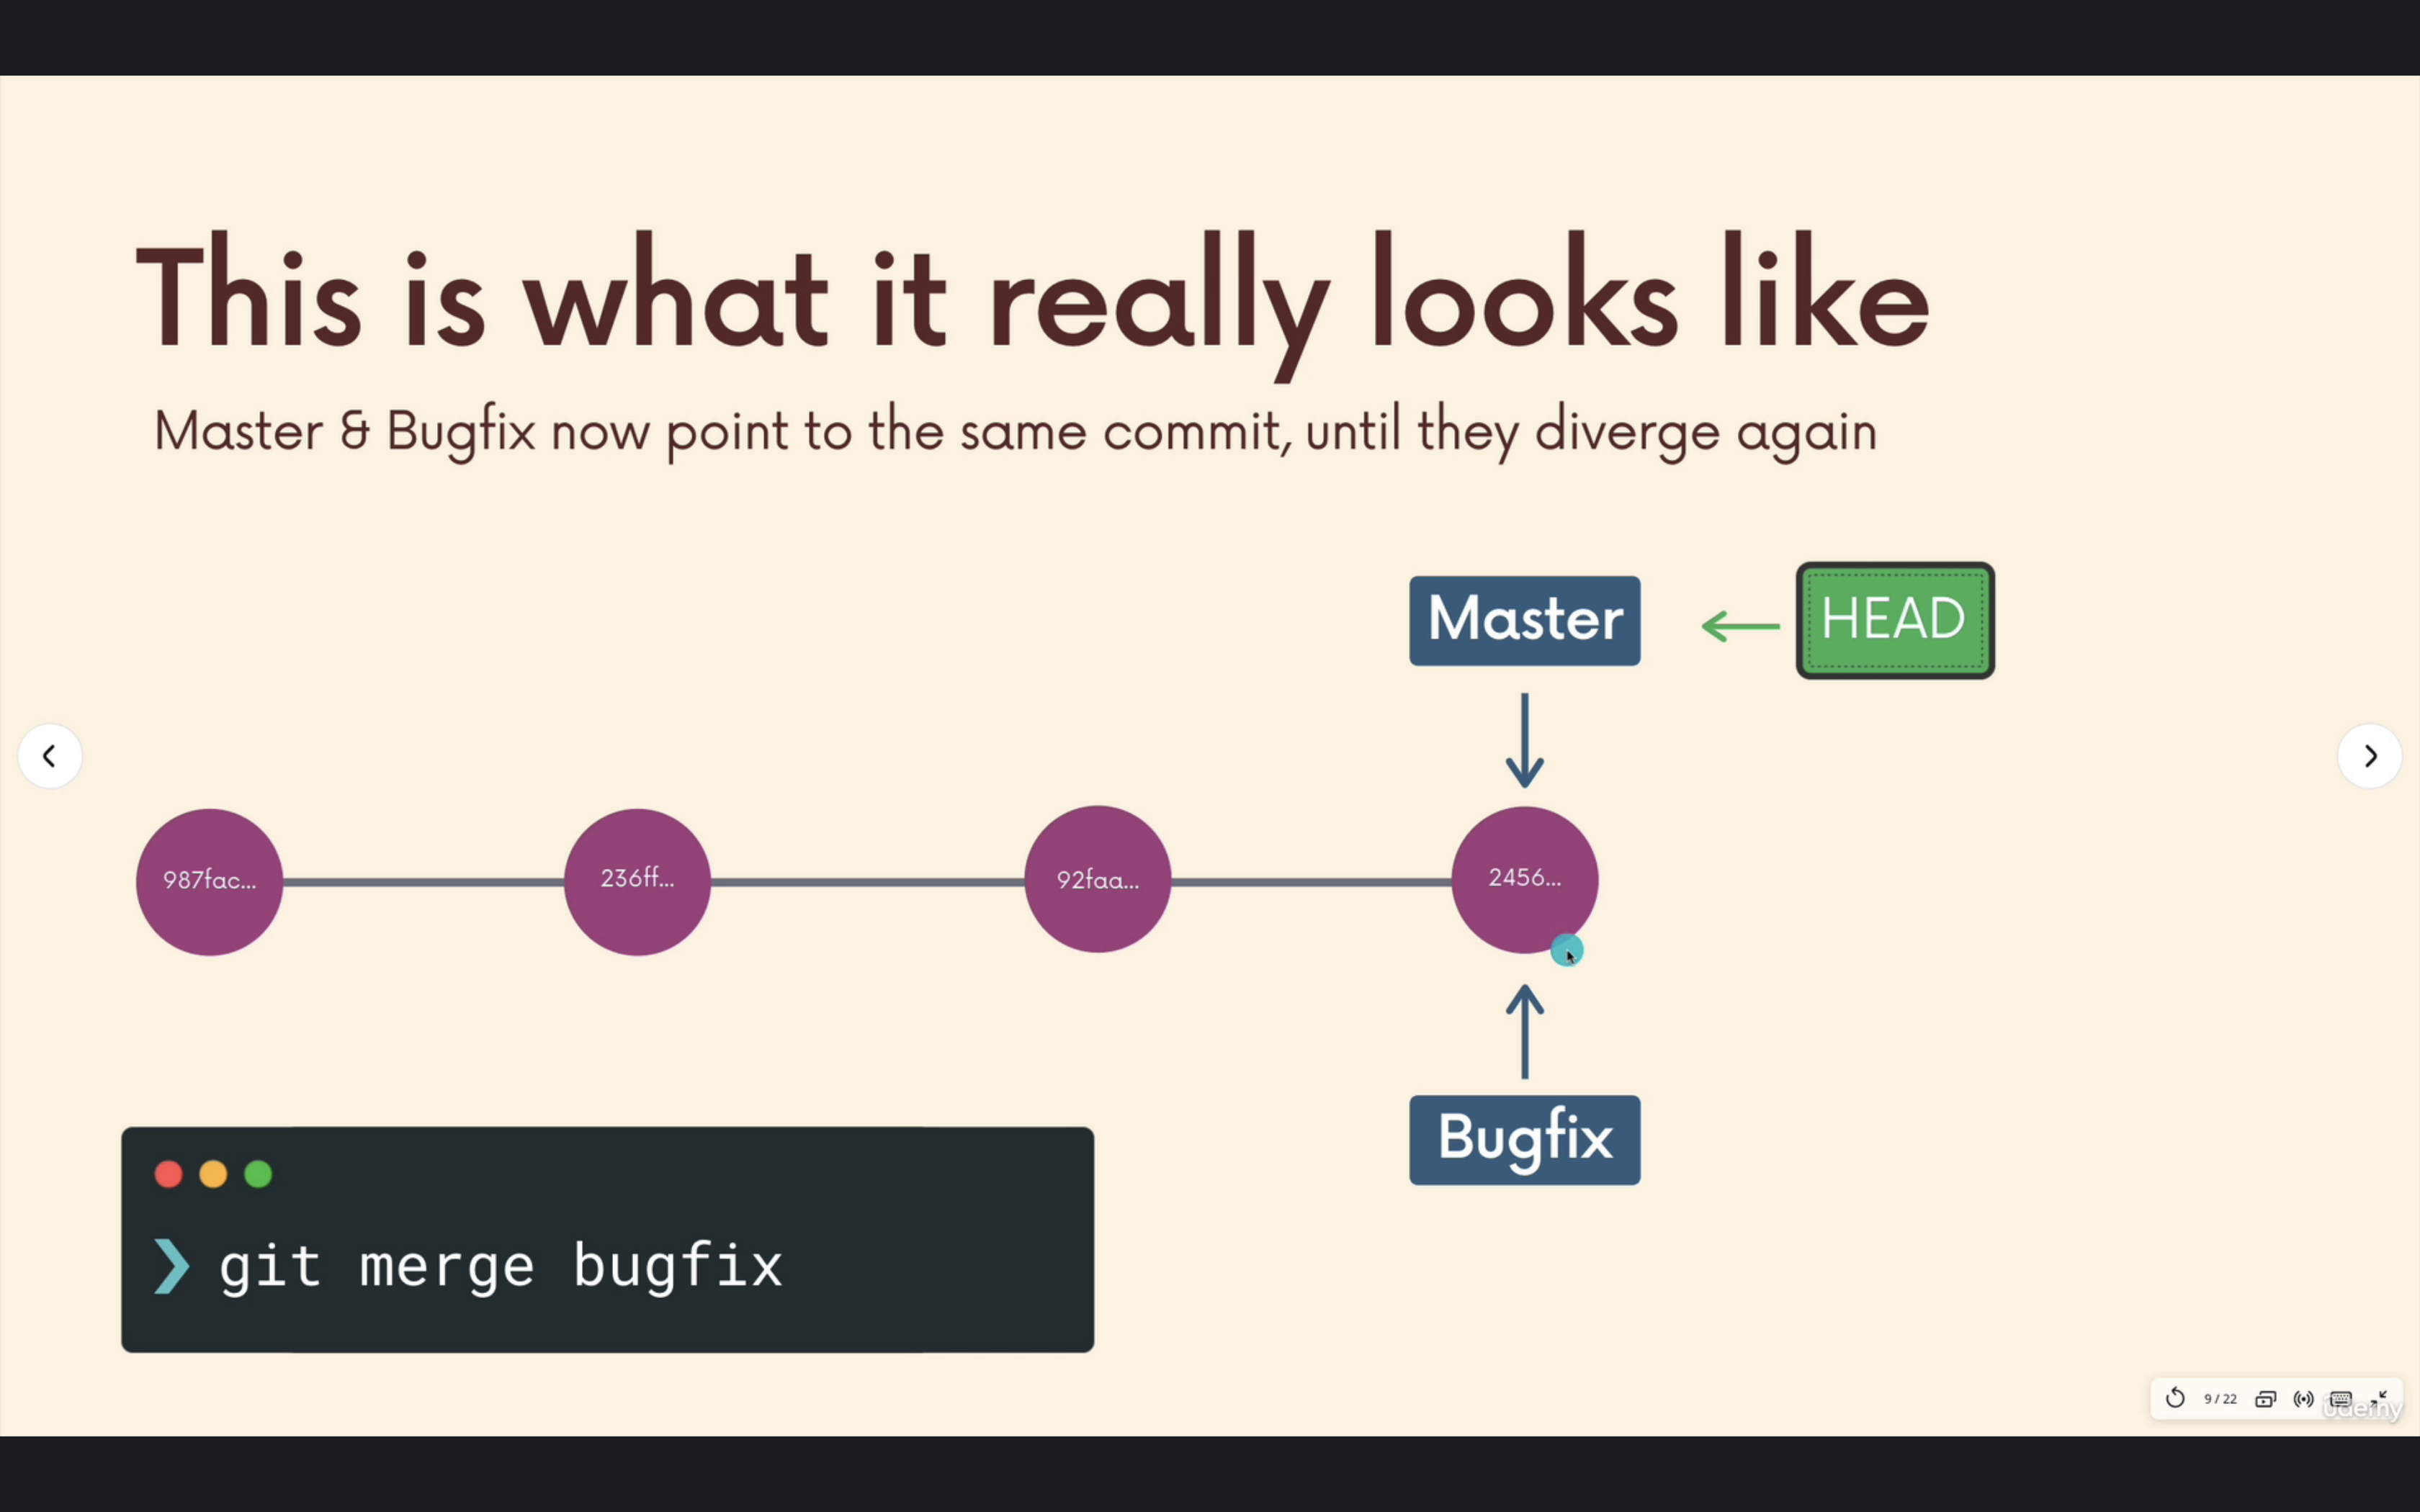 This is what it really looks like
Master & Bugfix now point to the same commit, until they diverge again
Master
HEAD
987fac...
236ff...
92faa...
2456...
Bugfix
❯ git merge bugfix
9 / 22
udemy